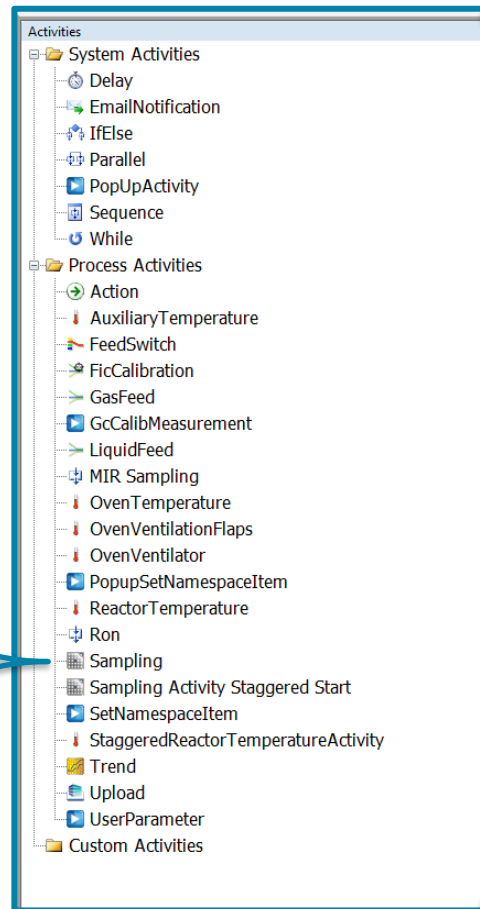 Activities
System Activities
Delay
EmailNotification
IfElse
Parallel
PopUpActivity
Sequence
While
Process Activities
Action
AuxiliaryTemperature
FeedSwitch
FicCalibration
GasFeed
GcCalibMeasurement
LiquidFeed
MIR Sampling
OvenTemperature
OvenVentilationFlaps
OvenVentilator
PopupSetNamespaceItem
ReactorTemperature
Ron
Sampling
Sampling Activity Staggered Start
SetNamespaceItem
StaggeredReactorTemperatureActivity
Trend
Upload
UserParameter
Custom Activities